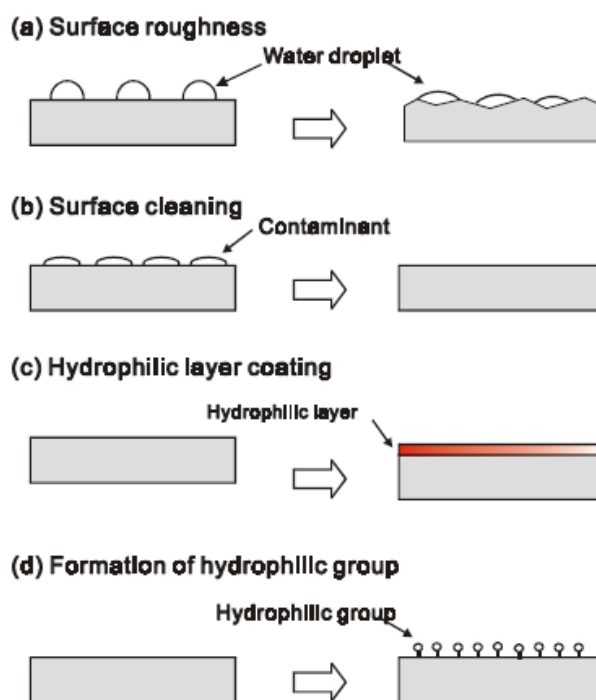 (a) Surface roughness
Water droplet
(b) Surface cleaning
Contaminant
(c) Hydrophilic layer coating
Hydrophilic layer
(d) Formation of hydrophilic group
Hydrophilic group